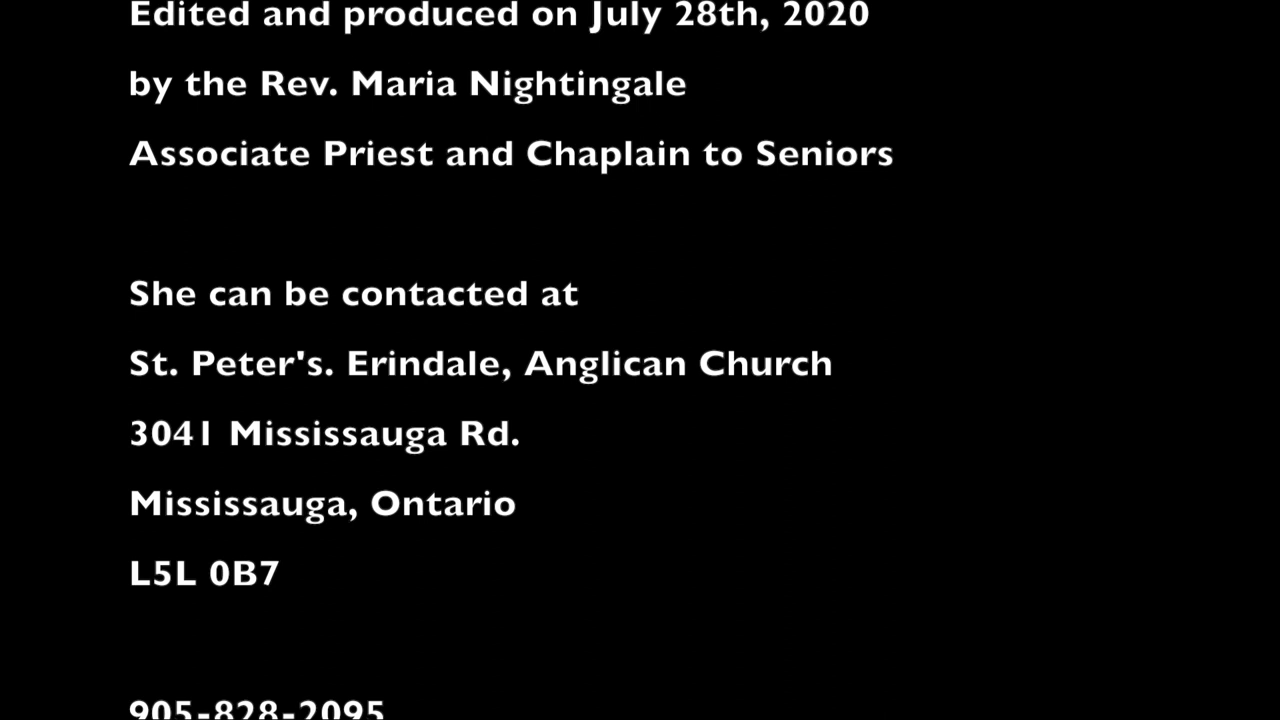 Edited and produced on July 28th, 2020
by the Rev. Maria Nightingale
Associate Priest and Chaplain to Seniors
She can be contacted at
St. Peter's. Erindale, Anglican Church
3041 Mississauga Rd.
Mississauga, Ontario
L5L 0B7
905-828-2095